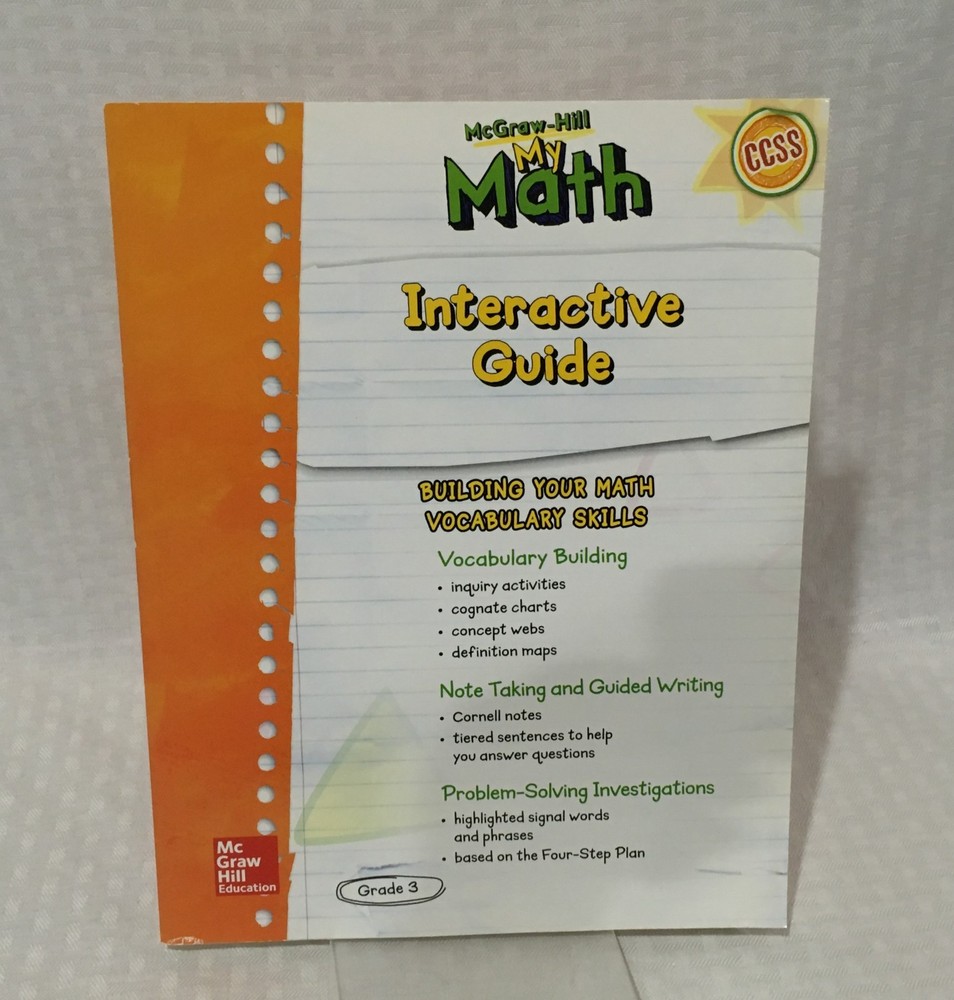 McGraw-Hill
My
Math
CCSS
Interactive
Guide
BUILDING YOUR MATH
VOCABULARY SKILLS
Vocabulary Building
• inquiry activities
• cognate charts
• concept webs
• definition maps
Note Taking and Guided Writing
• Cornell notes
• tiered sentences to help
you answer questions
Problem-Solving Investigations
• highlighted signal words
and phrases
• based on the Four-Step Plan
Mc
Graw
Hill
Education
Grade 3